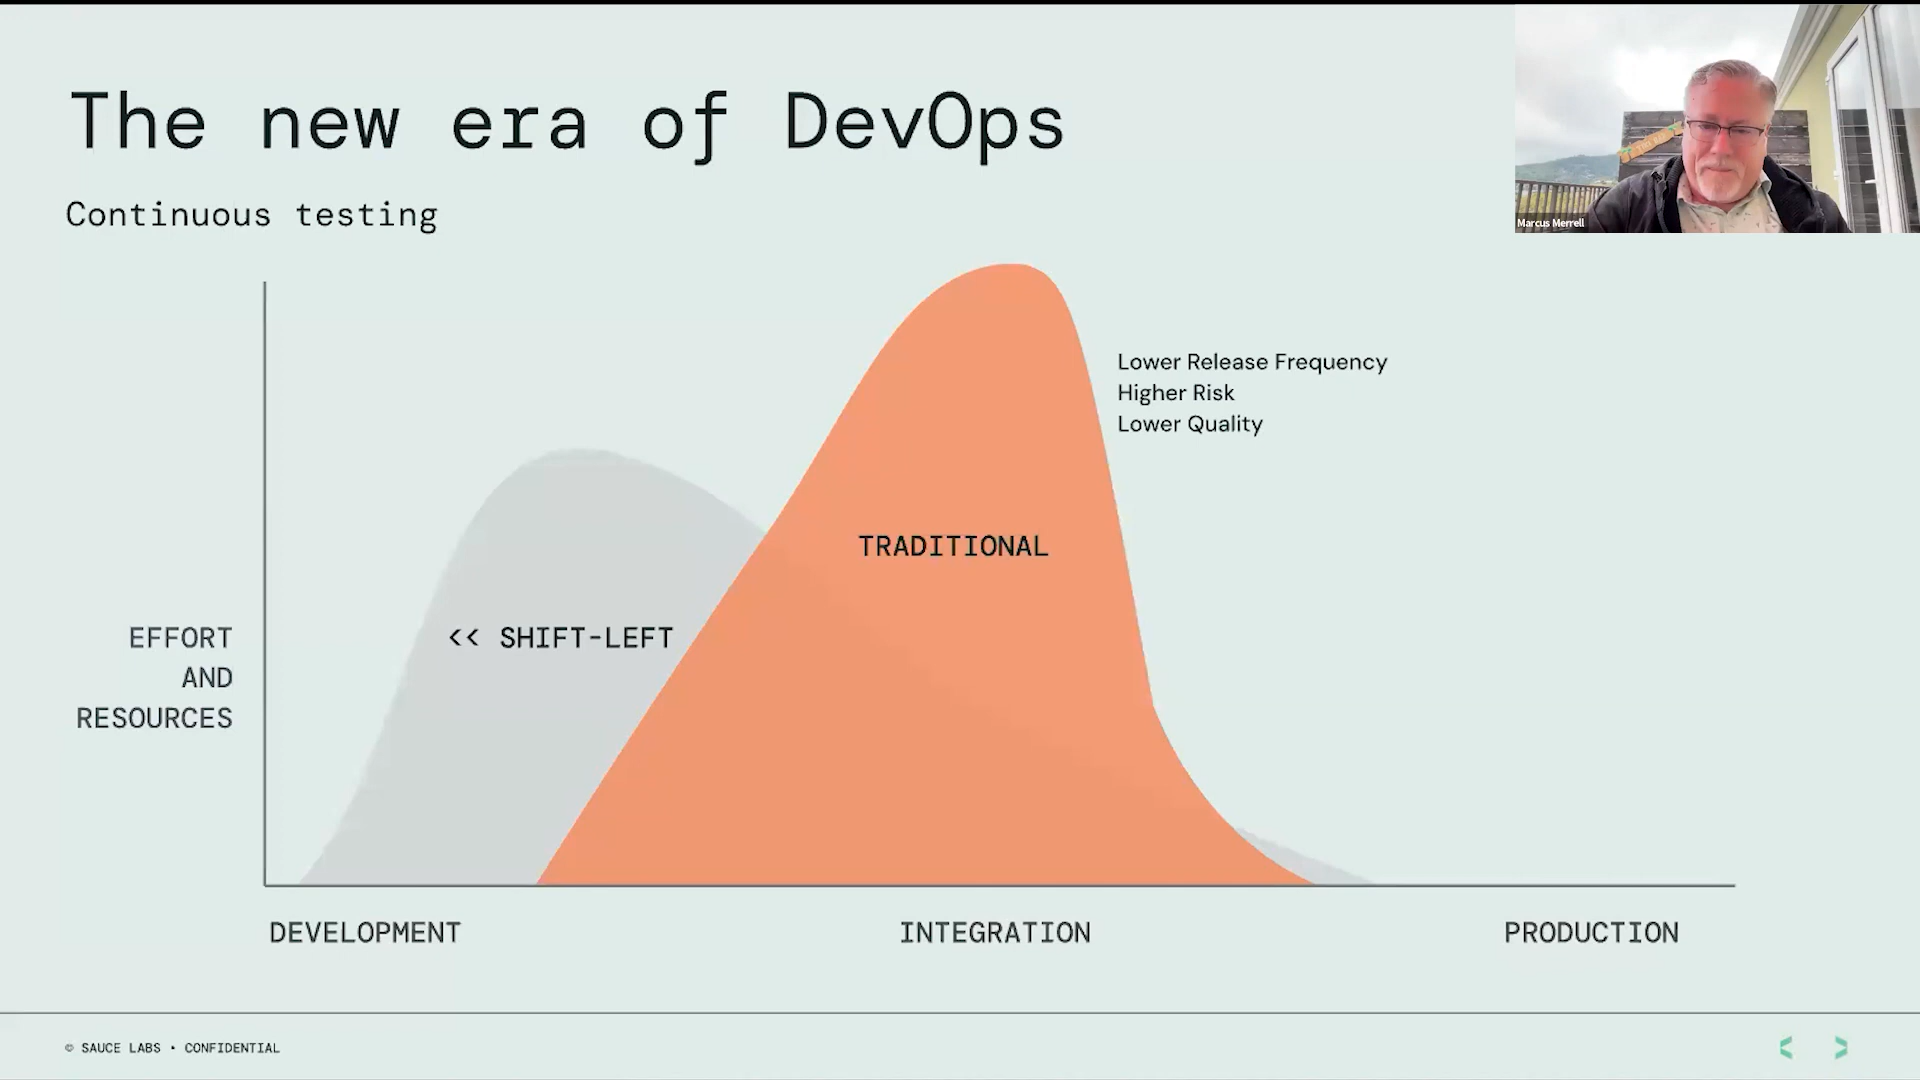 The new era of DevOps
Continuous testing
Marcus Merrell
Lower Release Frequency
Higher Risk
Lower Quality
TRADITIONAL
<< SHIFT-LEFT
EFFORT
AND
RESOURCES
DEVELOPMENT
INTEGRATION
PRODUCTION
© SAUCE LABS • CONFIDENTIAL
< >